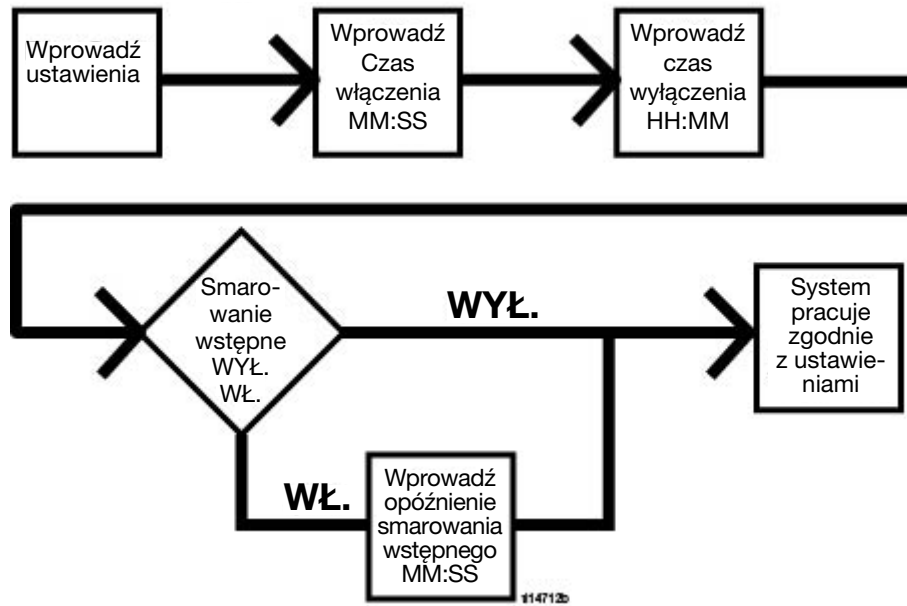 Wprowadź
ustawienia
Wprowadź
Czas
włączenia
MM:SS
Wprowadź
czas
wyłączenia
HH:MM
Smaro-
wanie
wstępne
WYŁ.
WŁ.
WYŁ.
System
pracuje
zgodnie
z ustawie-
niami
WŁ.
Wprowadź
opóźnienie
smarowania
wstępnego
MM:SS
ti14712b